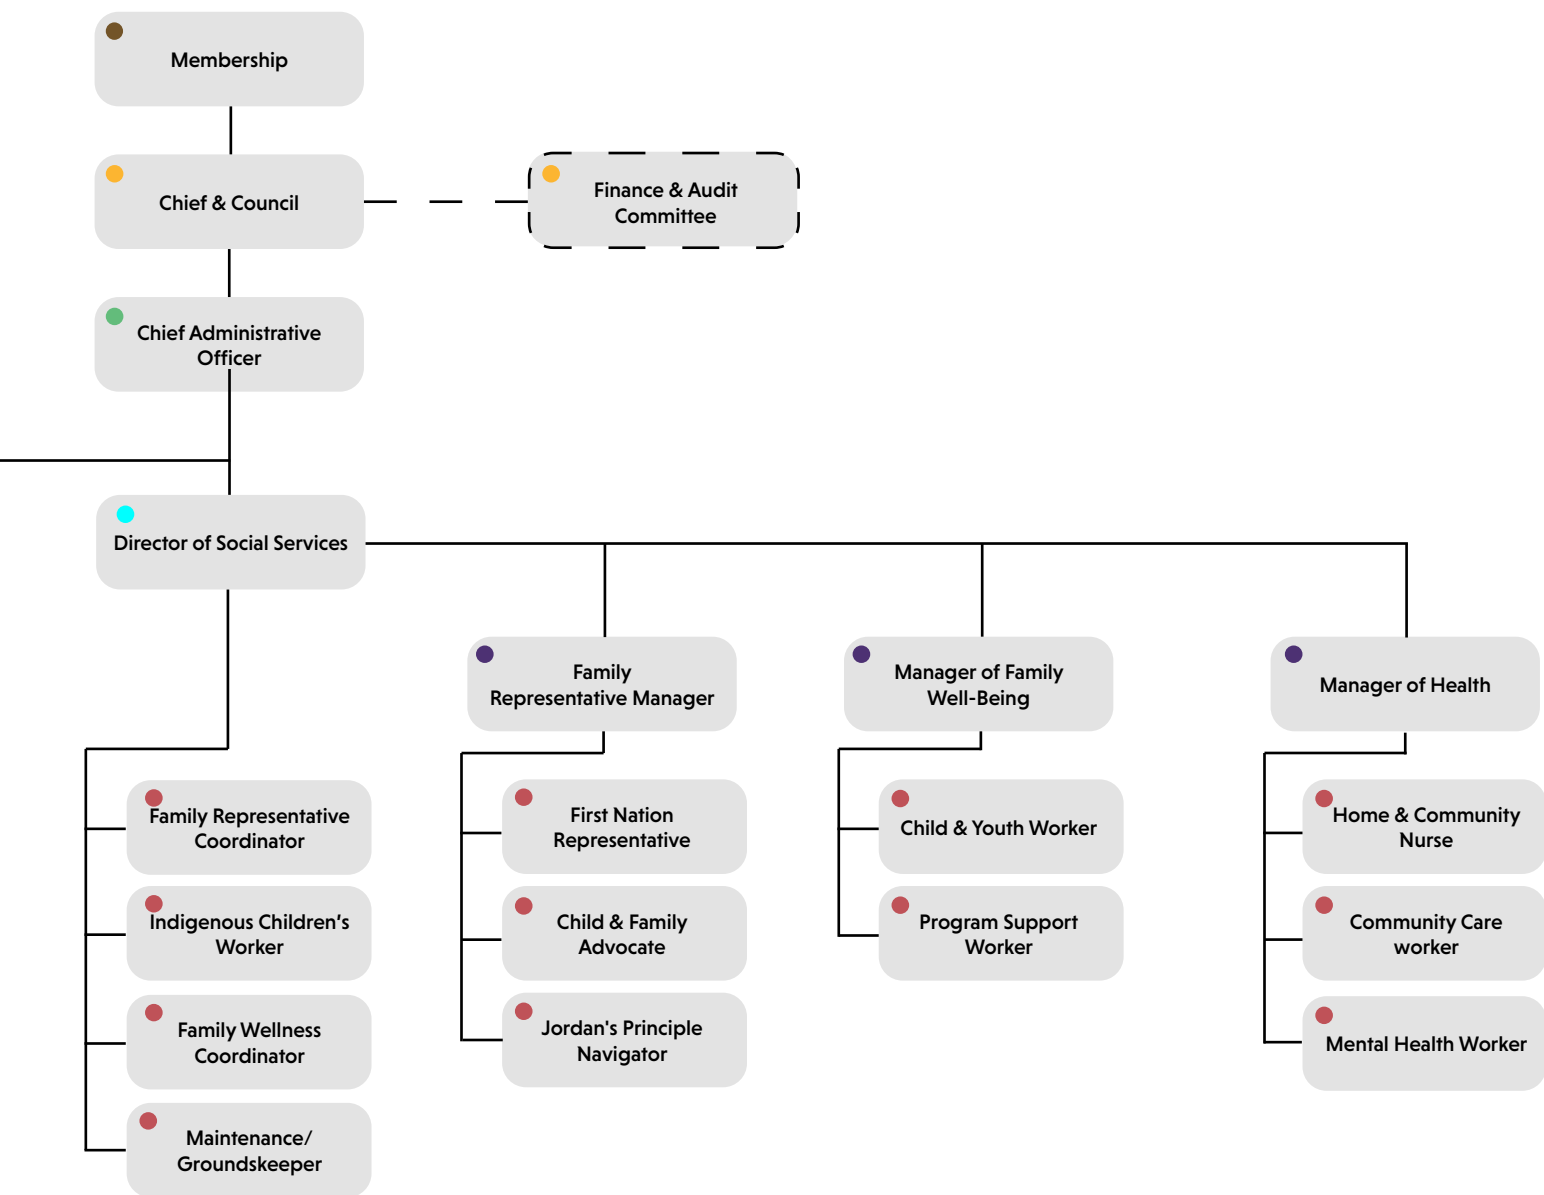 Membership
Chief & Council
Finance & Audit
Committee
Chief Administrative
Officer
Director of Social Services
Family
Representative Manager
Manager of Family
Well-Being
Manager of Health
Family Representative
Coordinator
Indigenous Children's
Worker
Family Wellness
Coordinator
Maintenance/
Groundskeeper
First Nation
Representative
Child & Family
Advocate
Jordan's Principle
Navigator
Child & Youth Worker
Program Support
Worker
Home & Community
Nurse
Community Care
worker
Mental Health Worker